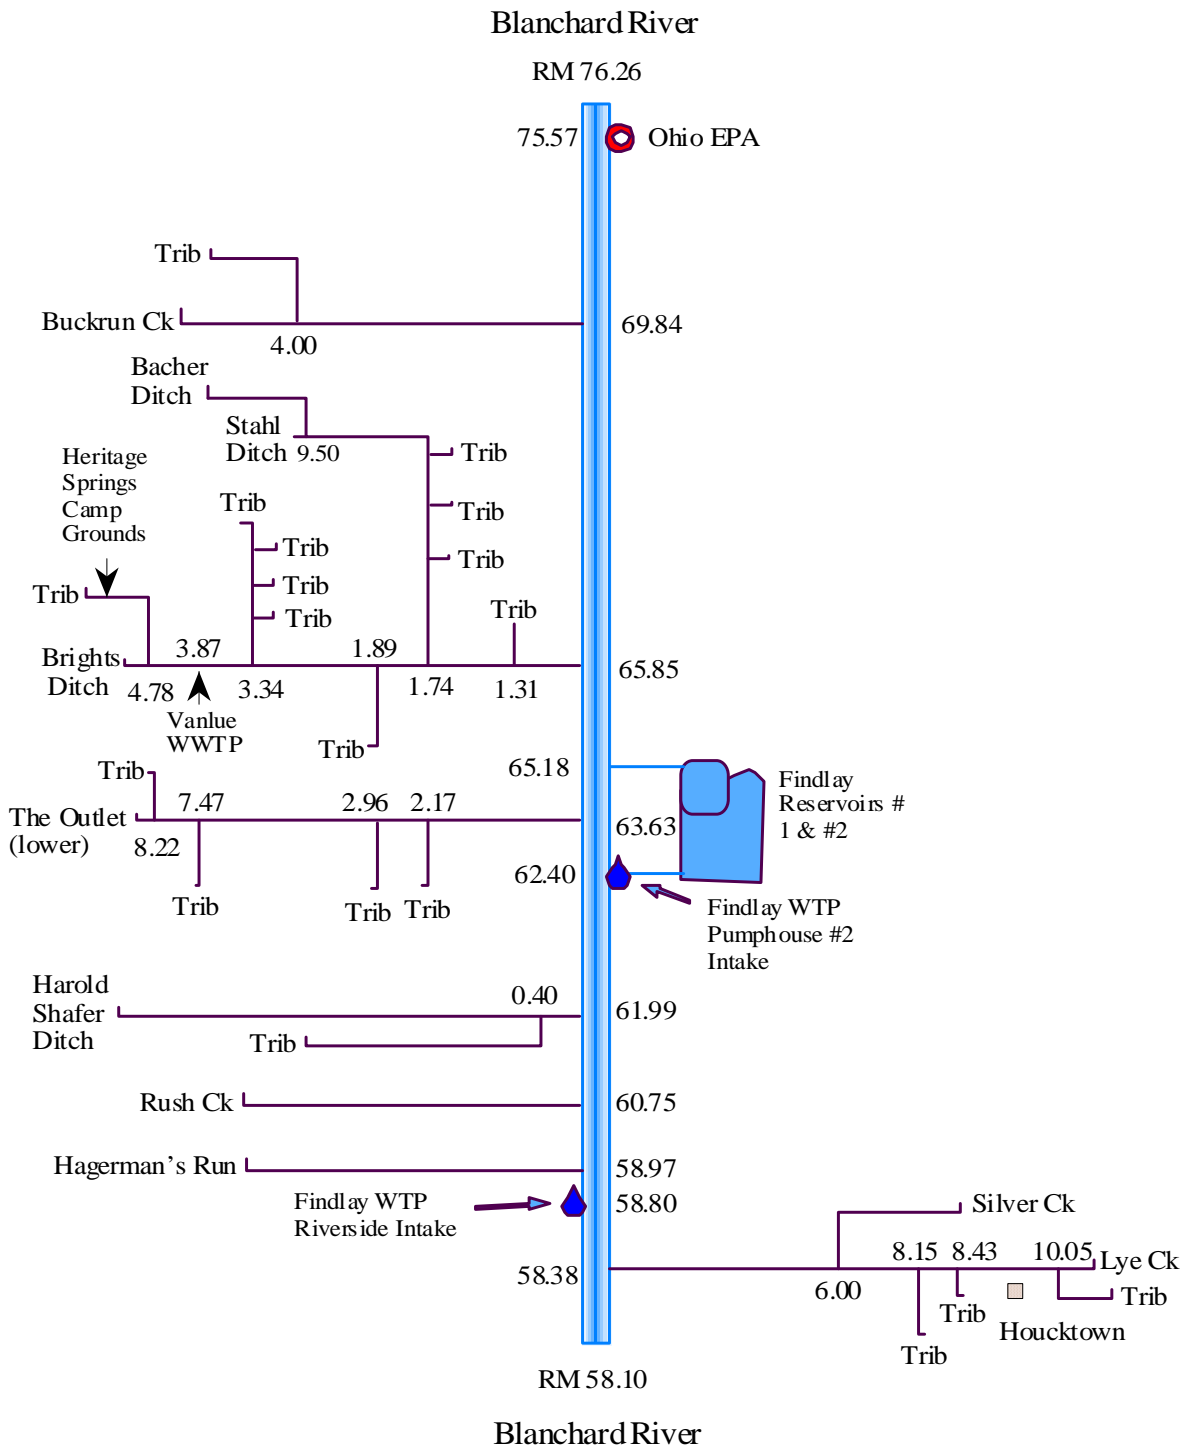 Blanchard River
RM 76.26
75.57
Ohio EPA
Trib
Buckrun Ck
69.84
4.00
Bacher
Ditch
Stahl
Ditch 9.50
Trib
Heritage
Springs
Camp
Grounds
Trib
Trib
Trib
Trib
Trib
Trib
Trib
Trib
Trib
3.87
1.89
Brights
Ditch
65.85
4.78
3.34
1.74
1.31
Vanlue
WWTP
Trib
65.18
Trib
Findlay
Reservoirs #
1 & #2
7.47
2.96
2.17
The Outlet
(lower)
63.63
8.22
62.40
Trib
Trib
Trib
Findlay WTP
Pumphouse #2
Intake
Harold
Shafer
Ditch
0.40
61.99
Trib
Rush Ck
60.75
Hagerman's Run
58.97
Findlay WTP
Riverside Intake
58.80
Silver Ck
8.15
8.43
10.05
Lye Ck
58.38
6.00
Trib
Trib
Houcktown
Trib
RM 58.10
Blanchard River